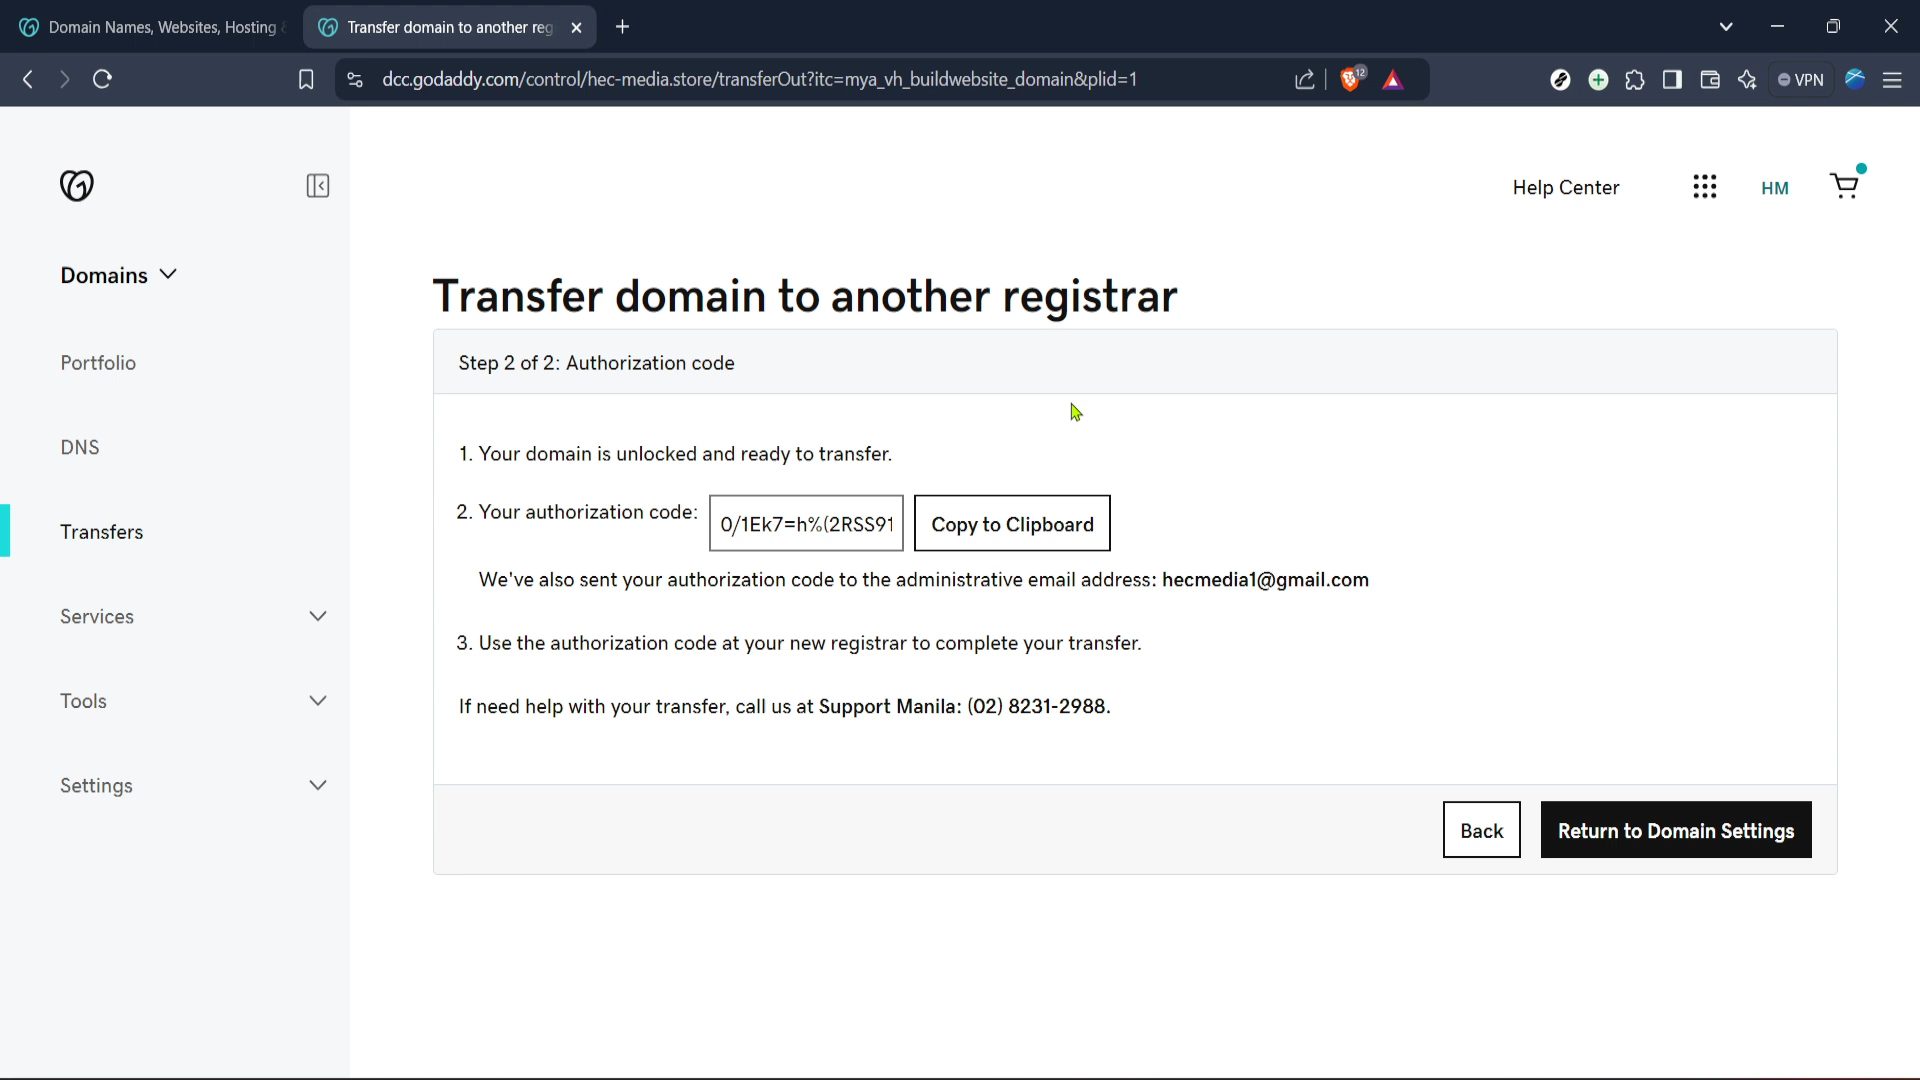 Domain Names, Websites, Hosting &
Transfer domain to another reg
dcc.godaddy.com/control/hec-media.store/transferOut?itc=mya_vh_buildwebsite_domain&plid=1
12
VPN
Help Center
HM
Domains
Portfolio
DNS
Transfers
Services
Tools
Settings
Transfer domain to another registrar
Step 2 of 2: Authorization code
1. Your domain is unlocked and ready to transfer.
2. Your authorization code: 0/1Ek7=h%(2RSS91 Copy to Clipboard
We've also sent your authorization code to the administrative email address: hecmedia1@gmail.com
3. Use the authorization code at your new registrar to complete your transfer.
If need help with your transfer, call us at Support Manila: (02) 8231-2988.
Back
Return to Domain Settings